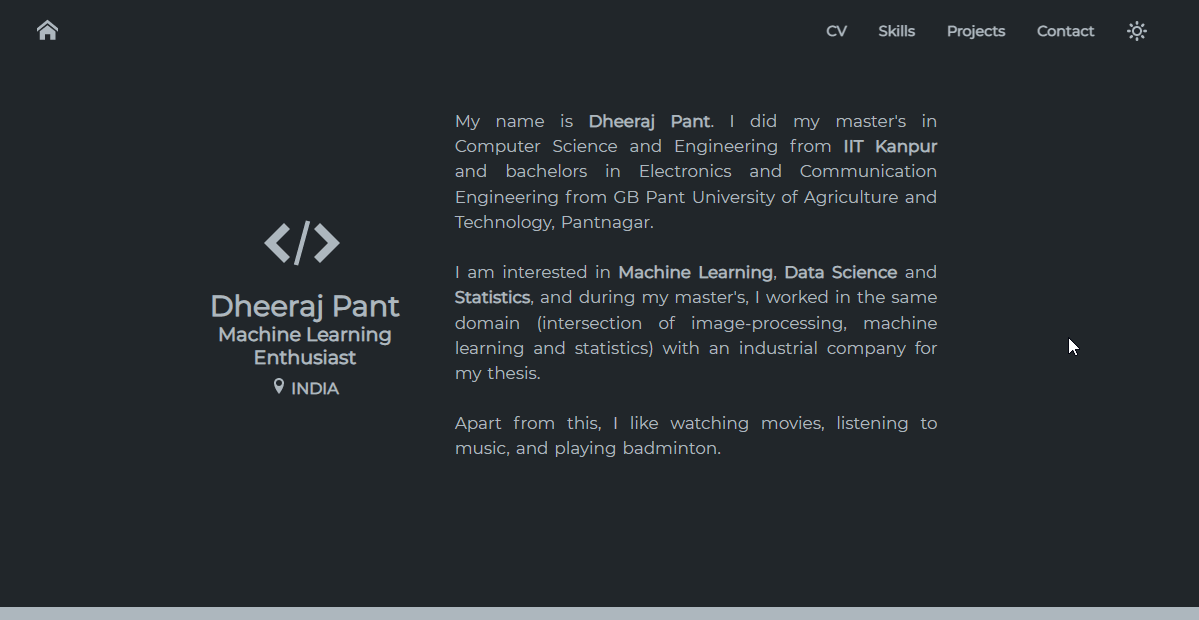 CV Skills Projects Contact
</>
Dheeraj Pant
Machine Learning
Enthusiast
INDIA
My name is Dheeraj Pant. I did my master's in
Computer Science and Engineering from IIT Kanpur
and bachelors in Electronics and Communication
Engineering from GB Pant University of Agriculture and
Technology, Pantnagar.
I am interested in Machine Learning, Data Science and
Statistics, and during my master's, I worked in the same
domain (intersection of image-processing, machine
learning and statistics) with an industrial company for
my thesis.
Apart from this, I like watching movies, listening to
music, and playing badminton.